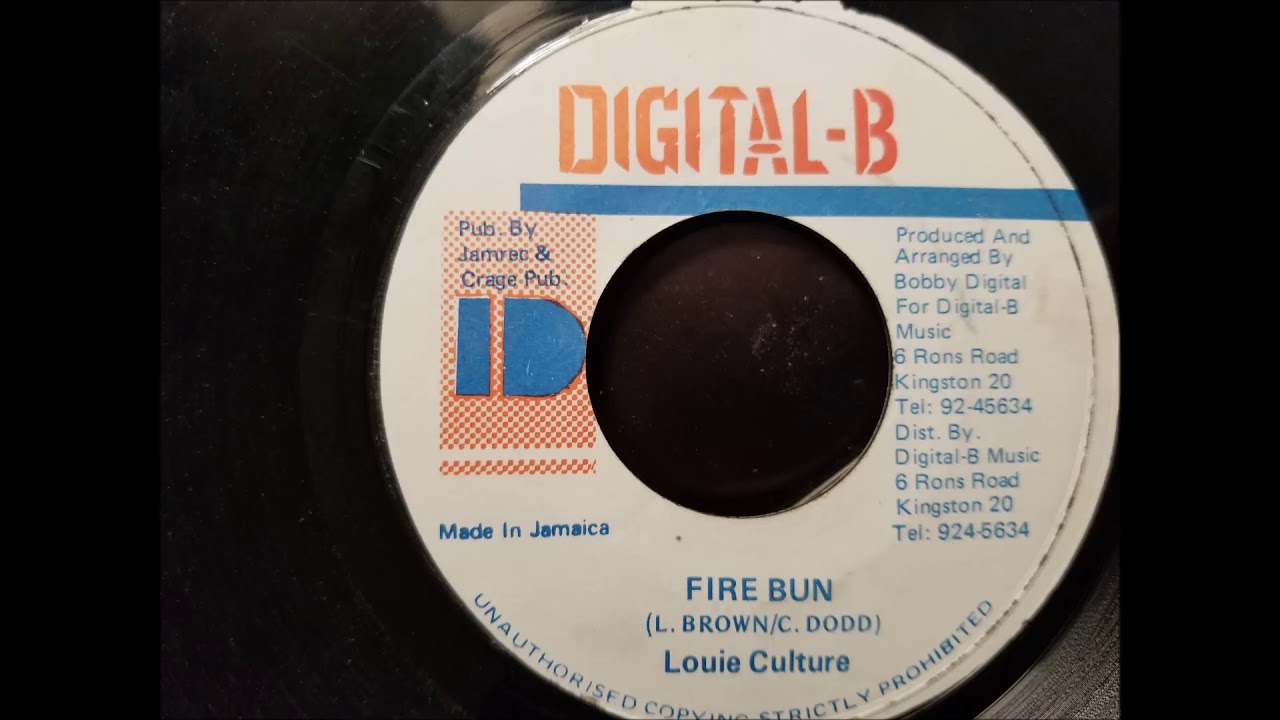 DIGITAL-B
Pub. By
Jamrec &
Crage Pub.
ID
Made In Jamaica
Produced And
Arranged By
Bobby Digital
For Digital-B
Music
6 Rons Road
Kingston 20
Tel: 92-45634
Dist. By.
Digital-B Music
6 Rons Road
Kingston 20
Tel: 924-5634
FIRE BUN
(L. BROWN/C. DODD)
Louie Culture
UNAUTHORISED COPYING STRICTLY PROHIBITED